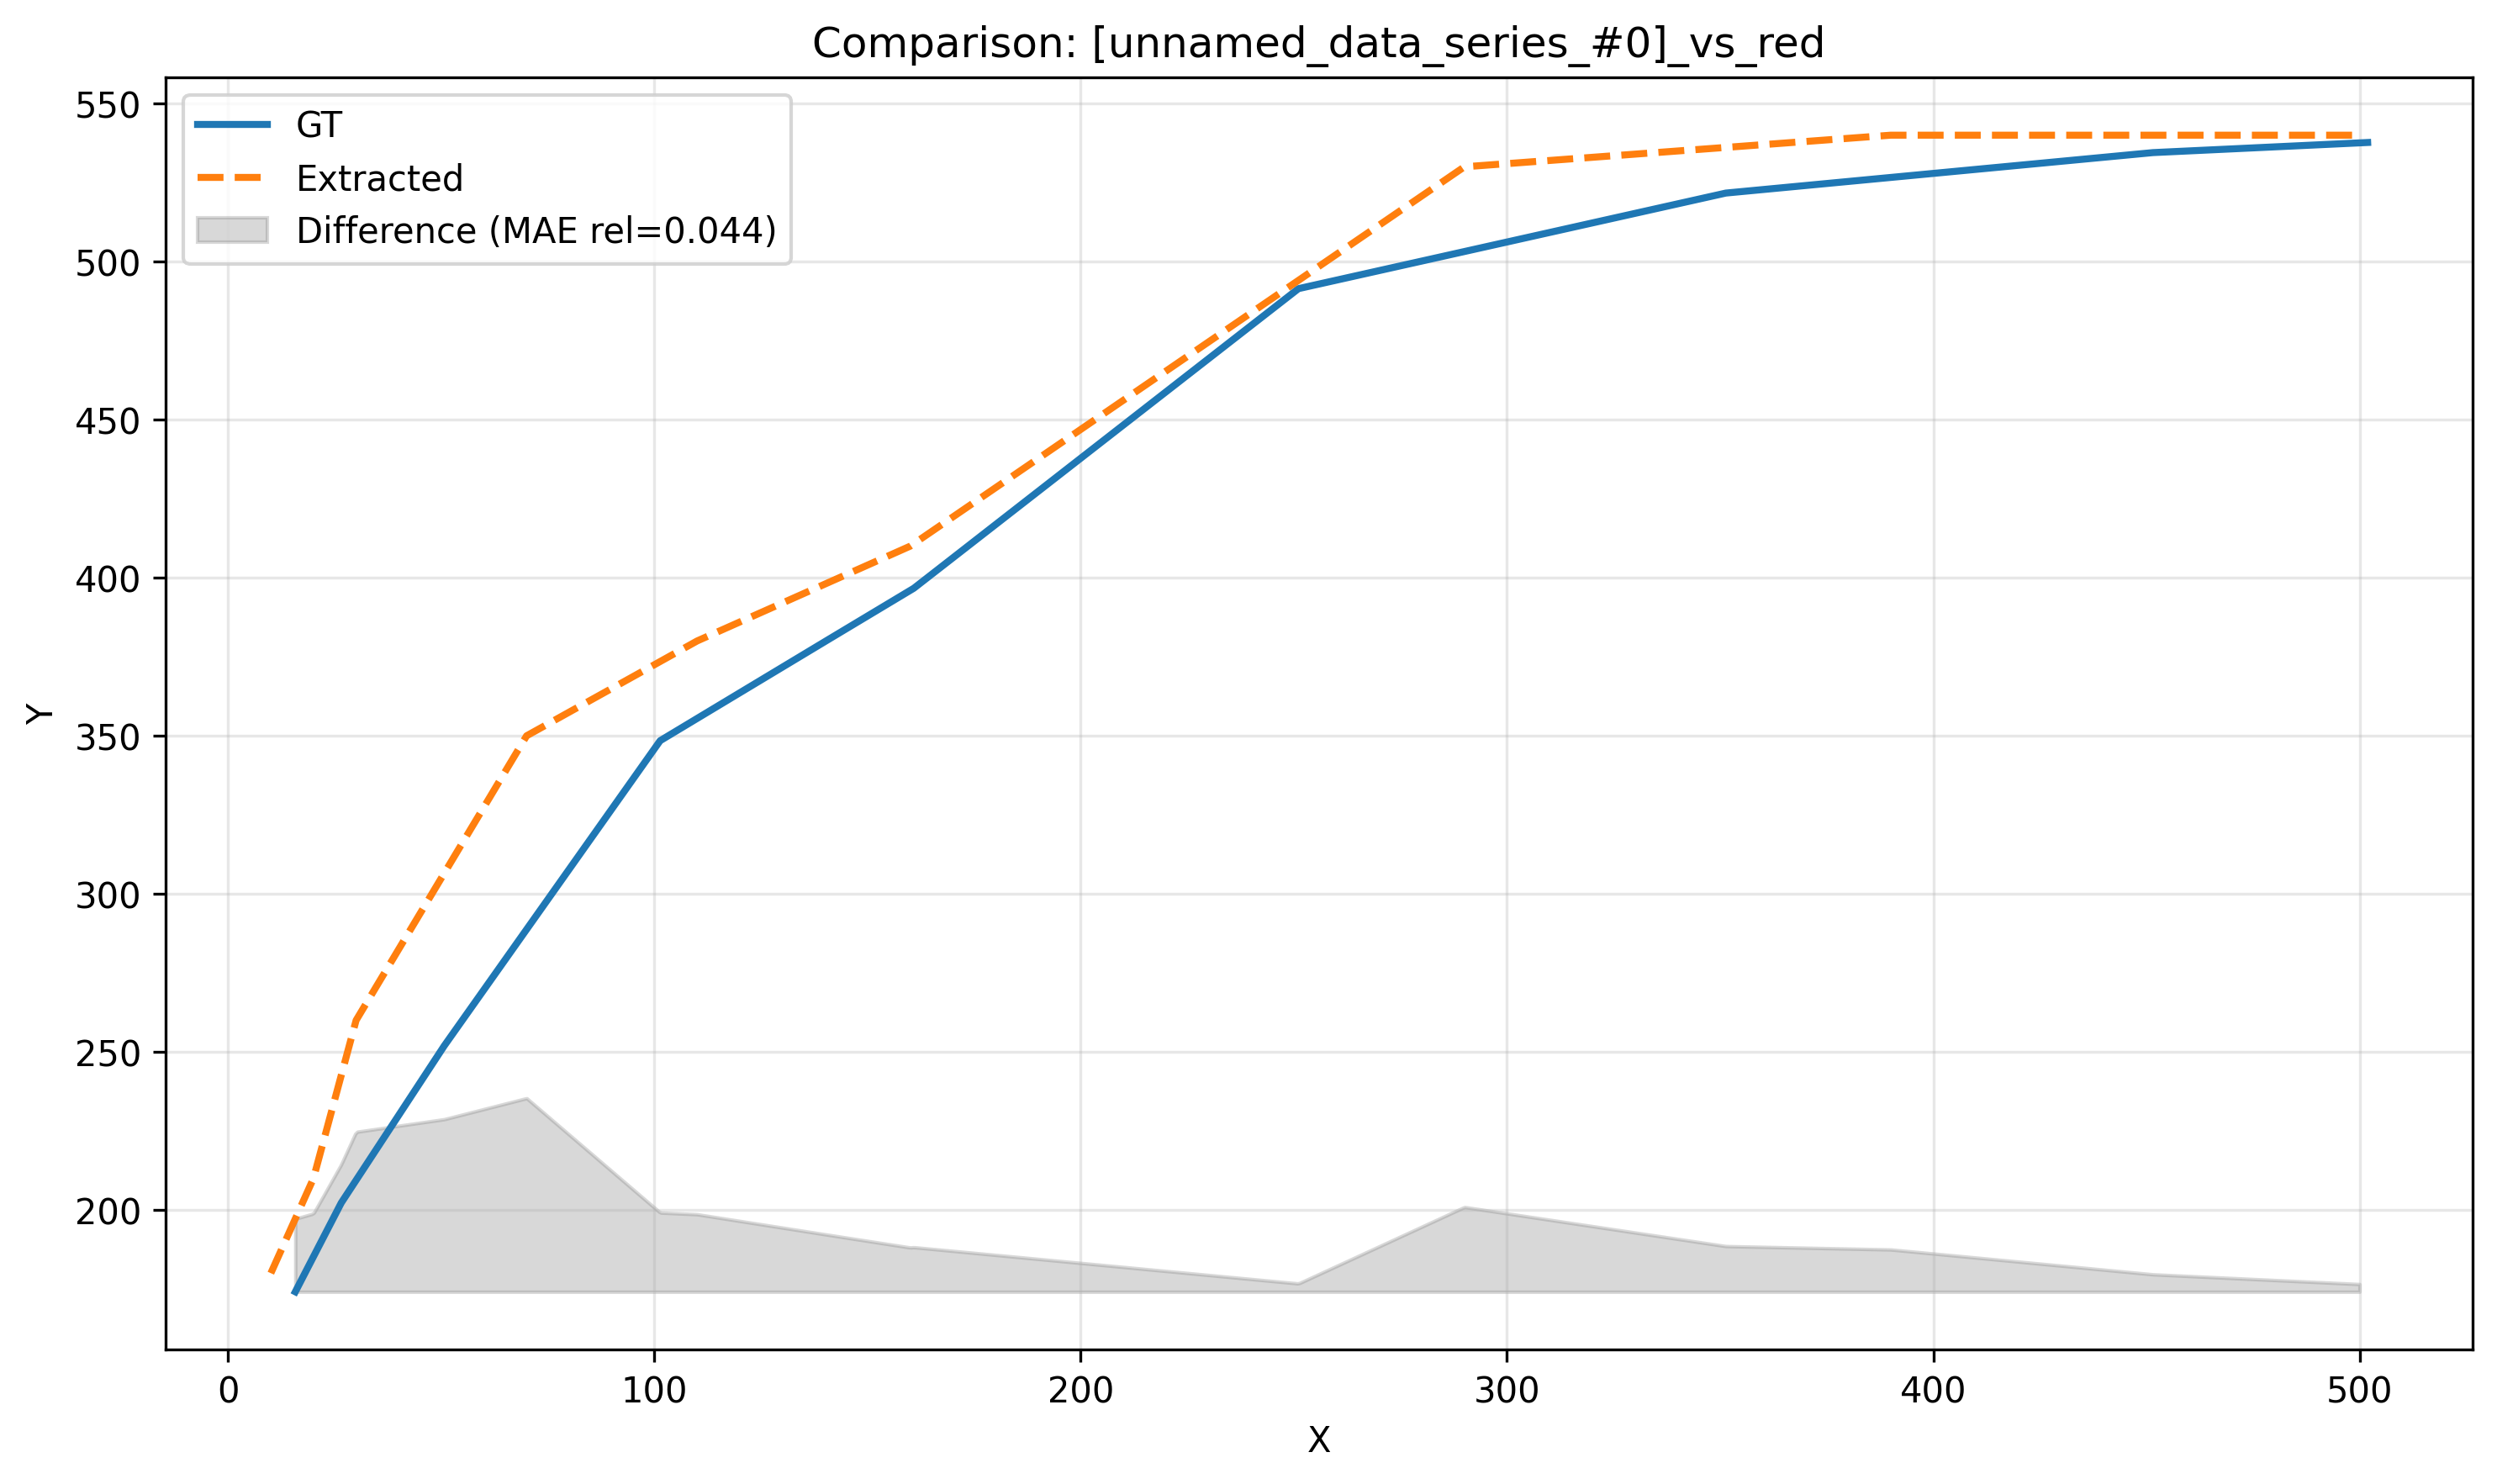 Comparison: [unnamed_data_series_#0]_vs_red
GT
Extracted
Difference (MAE rel=0.044)
550
500
450
400
350
300
250
200
Y
0 100 200 300 400 500
X